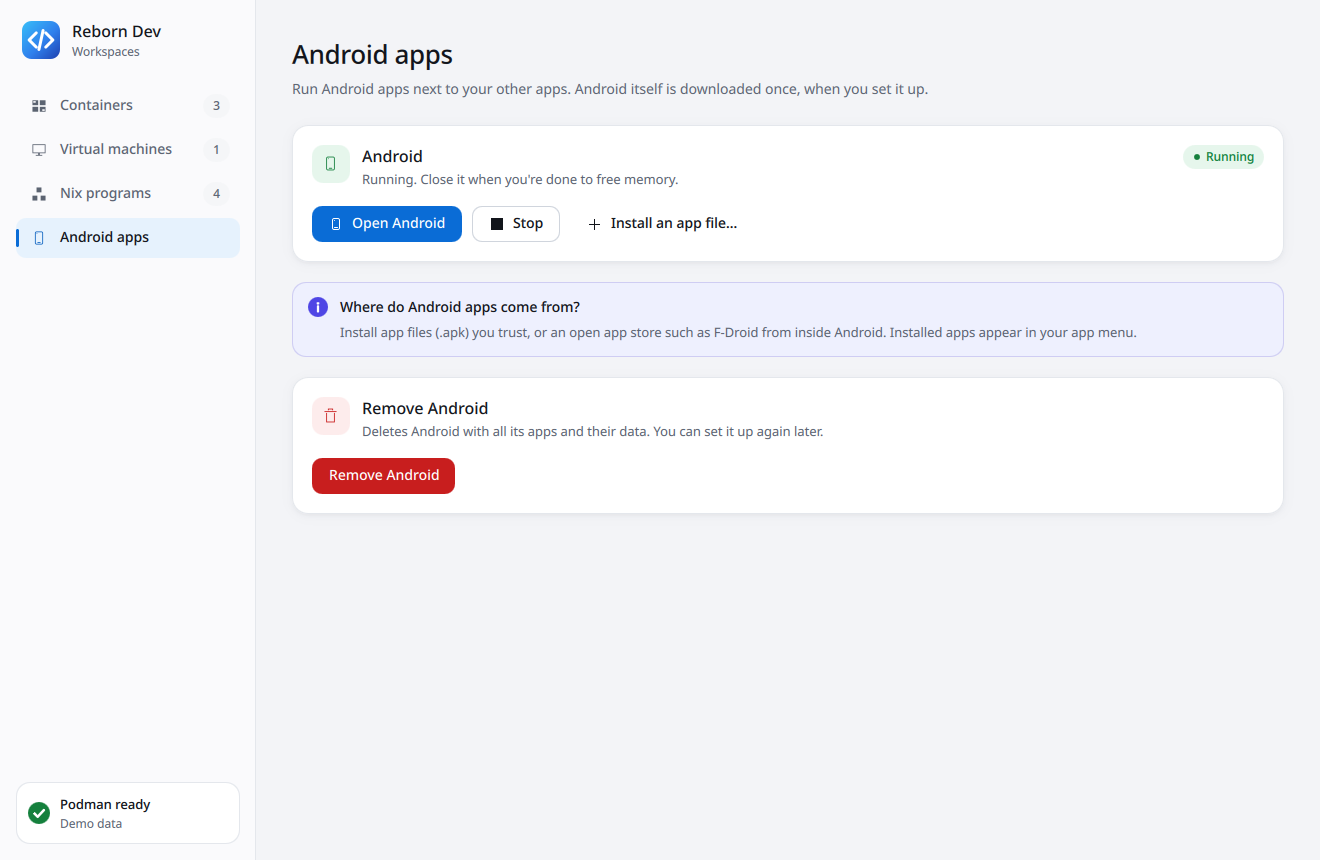 Reborn Dev
Workspaces
Containers 3
Virtual machines 1
Nix programs 4
Android apps
Podman ready
Demo data
Android apps
Run Android apps next to your other apps. Android itself is downloaded once, when you set it up.
Android
Running
Running. Close it when you're done to free memory.
Open Android
Stop
Install an app file...
Where do Android apps come from?
Install app files (.apk) you trust, or an open app store such as F-Droid from inside Android. Installed apps appear in your app menu.
Remove Android
Deletes Android with all its apps and their data. You can set it up again later.
Remove Android